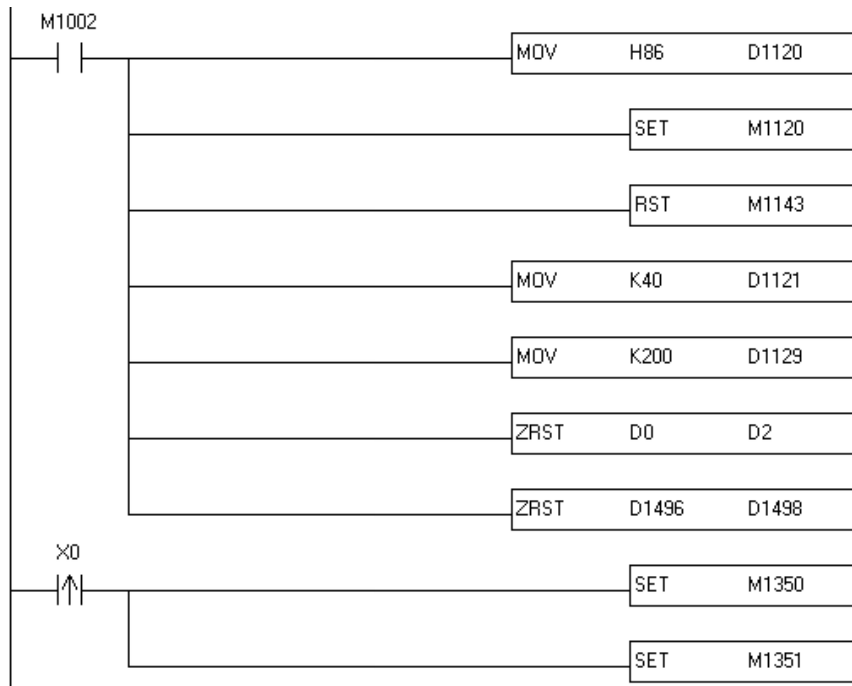 M1002
MOV H86 D1120
SET M1120
RST M1143
MOV K40 D1121
MOV K200 D1129
ZRST D0 D2
ZRST D1496 D1498
X0
SET M1350
SET M1351